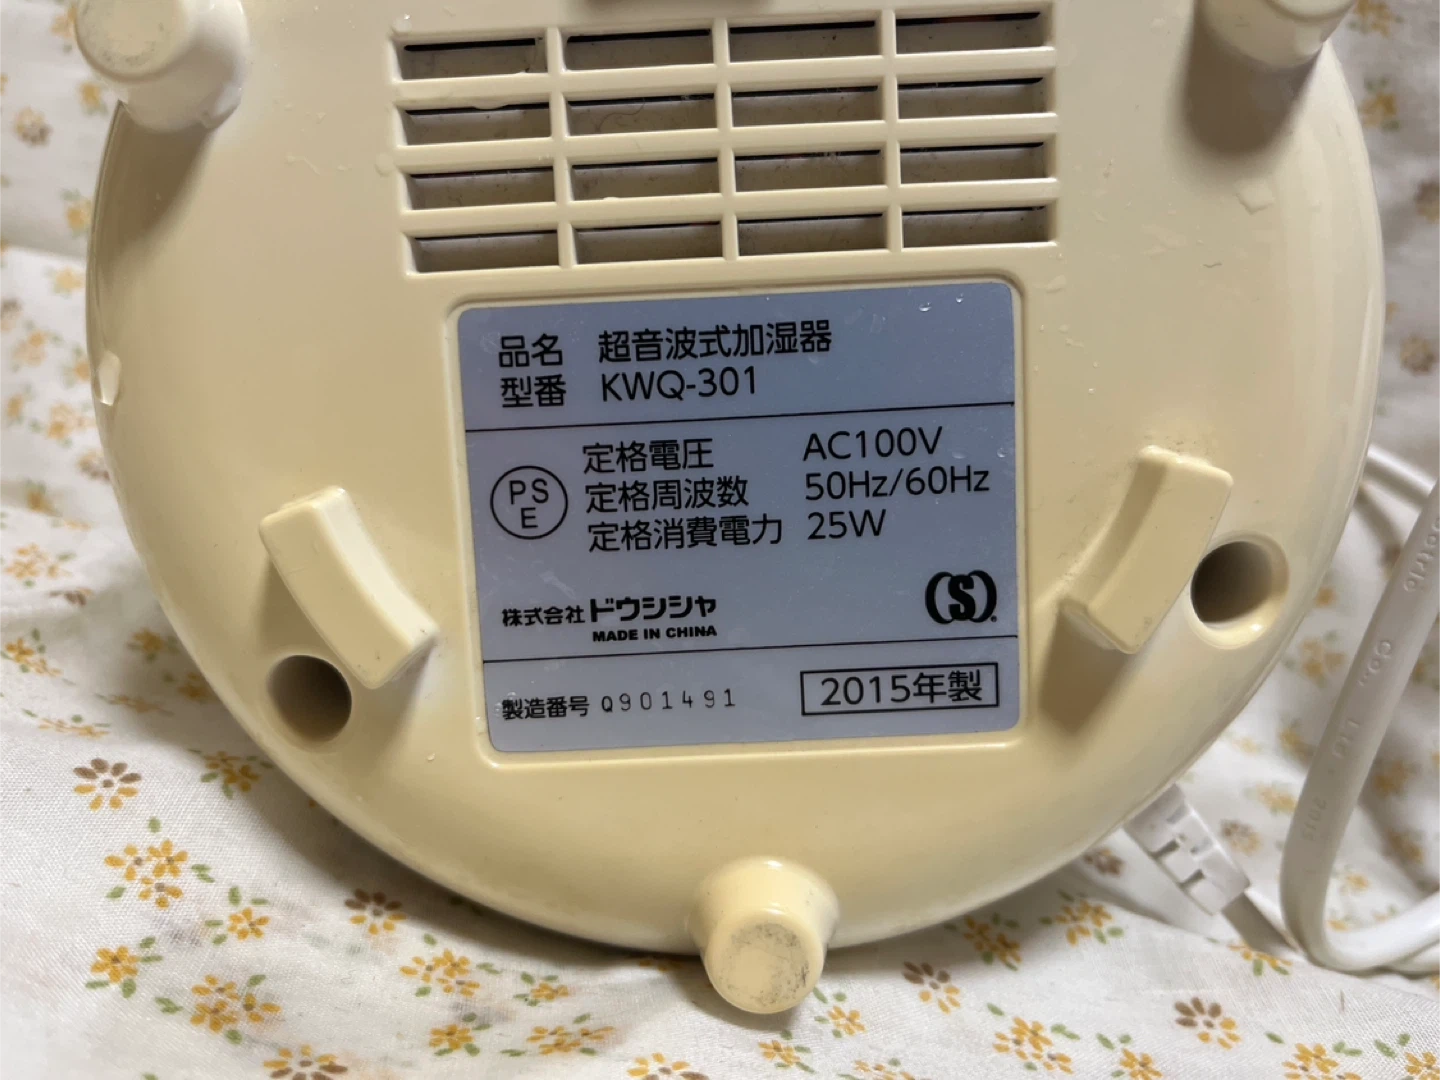 品名 超音波式加湿器
型番 KWQ-301
PS
E
定格電圧 AC100V
定格周波数 50Hz/60Hz
定格消費電力 25W
株式会社ドウシシャ
MADE IN CHINA
(S)
製造番号 Q901491
2015年製